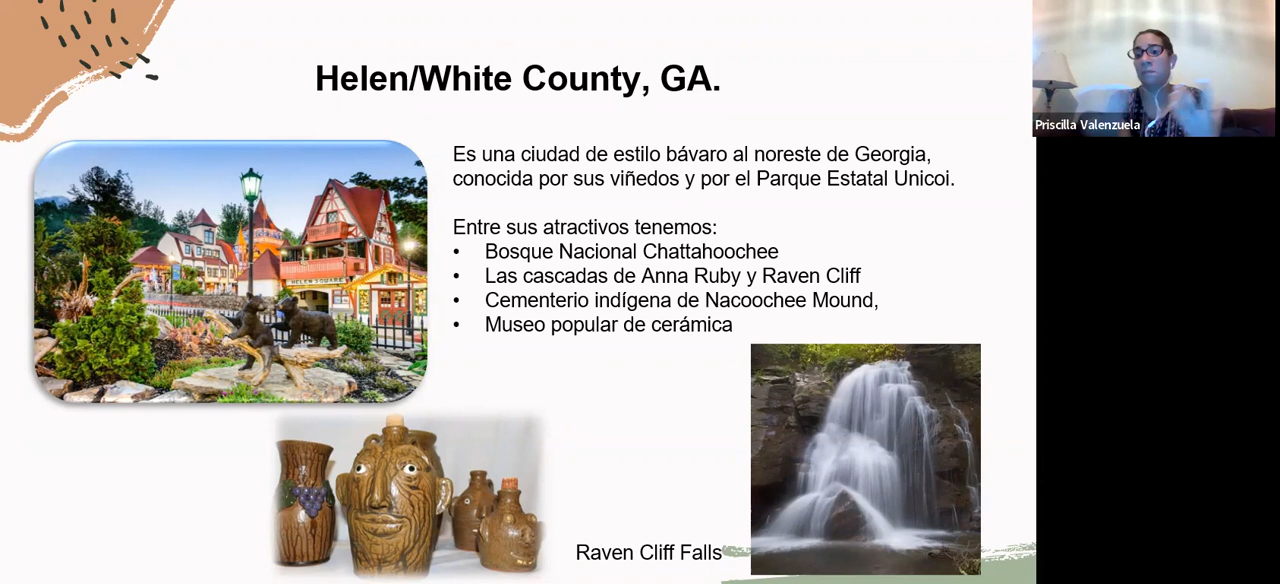 Helen/White County, GA.
Priscilla Valenzuela
Es una ciudad de estilo bávaro al noreste de Georgia,
conocida por sus viñedos y por el Parque Estatal Unicoi.
Entre sus atractivos tenemos:
• Bosque Nacional Chattahoochee
• Las cascadas de Anna Ruby y Raven Cliff
• Cementerio indígena de Nacoochee Mound,
• Museo popular de cerámica
HELEN SQUARE
Raven Cliff Falls